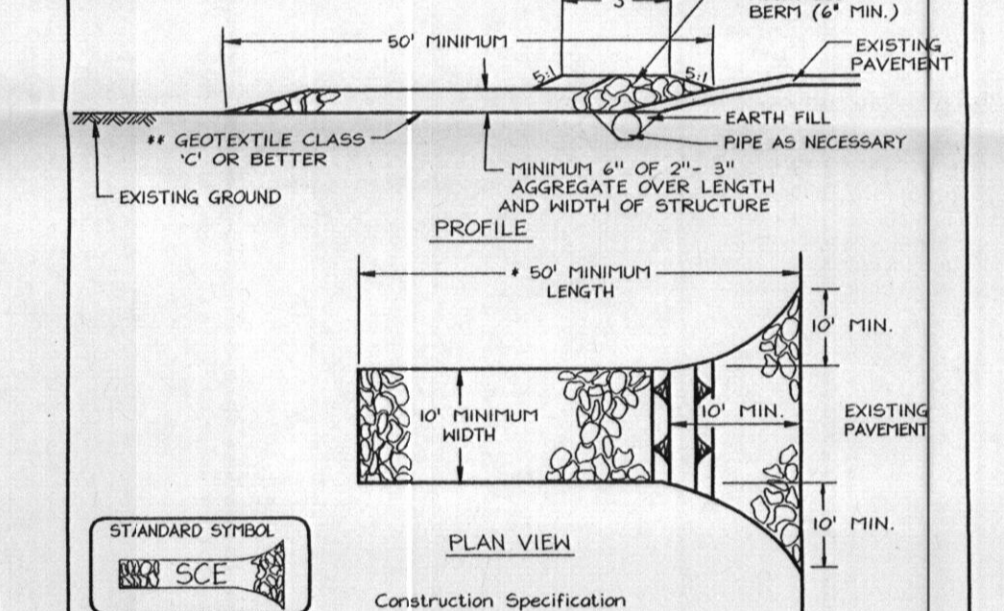 BERM (6" MIN.)
50' MINIMUM
EXISTING
PAVEMENT
5:1
5:1
EARTH FILL
PIPE AS NECESSARY
** GEOTEXTILE CLASS
'C' OR BETTER
MINIMUM 6" OF 2"- 3"
AGGREGATE OVER LENGTH
AND WIDTH OF STRUCTURE
EXISTING GROUND
PROFILE
* 50' MINIMUM
LENGTH
10' MIN.
10' MINIMUM
WIDTH
10' MIN.
EXISTING
PAVEMENT
10' MIN.
STANDARD SYMBOL
SCE
PLAN VIEW
Construction Specification